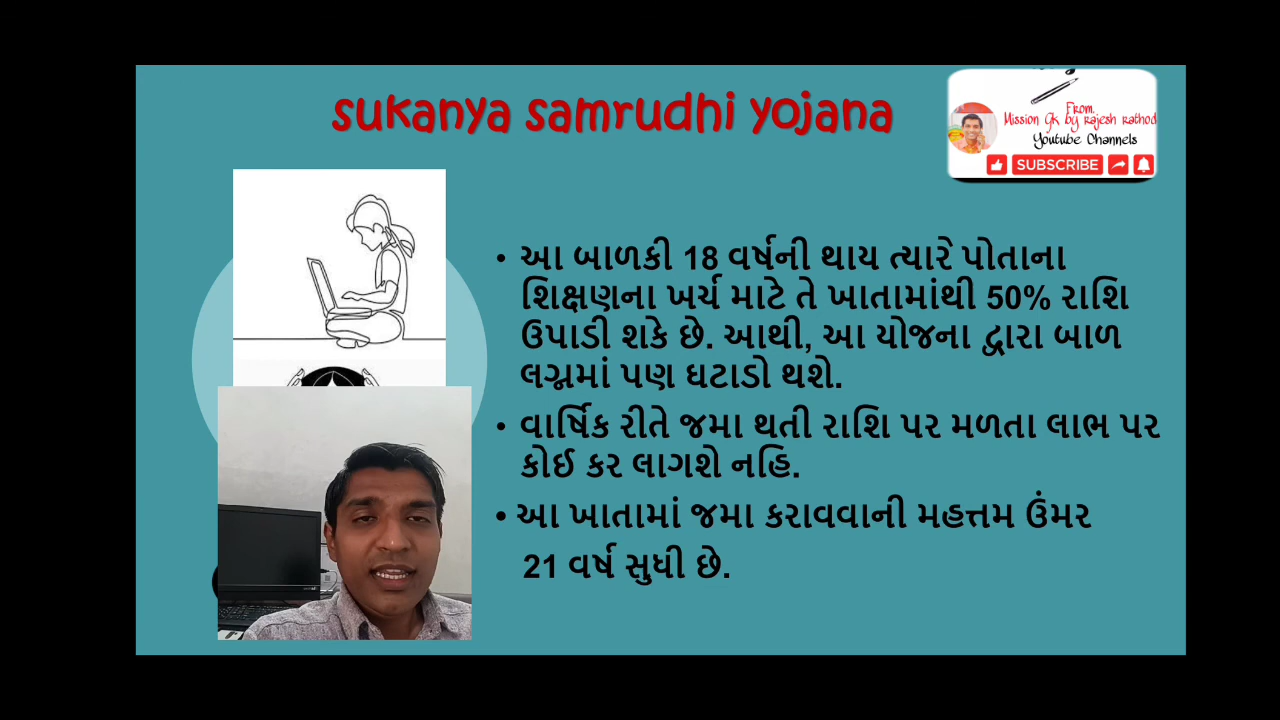 sukanya samrudhi yojana
From,
Mission Gk by rajesh rathod
Youtube Channels
SUBSCRIBE
• આ બાળકી 18 વર્ષની થાય ત્યારે પોતાના
શિક્ષણના ખર્ચ માટે તે ખાતામાંથી 50% રાશિ
ઉપાડી શકે છે. આથી, આ યોજના દ્વારા બાળ
લગ્નમાં પણ ધટાડો થશે.
• વાર્ષિક રીતે જમા થતી રાશિ પર મળતા લાભ પર
કોઈ કર લાગશે નહિ.
• આ ખાતામાં જમા કરાવવાની મહત્તમ ઉંમર
21 વર્ષ સુધી છે.